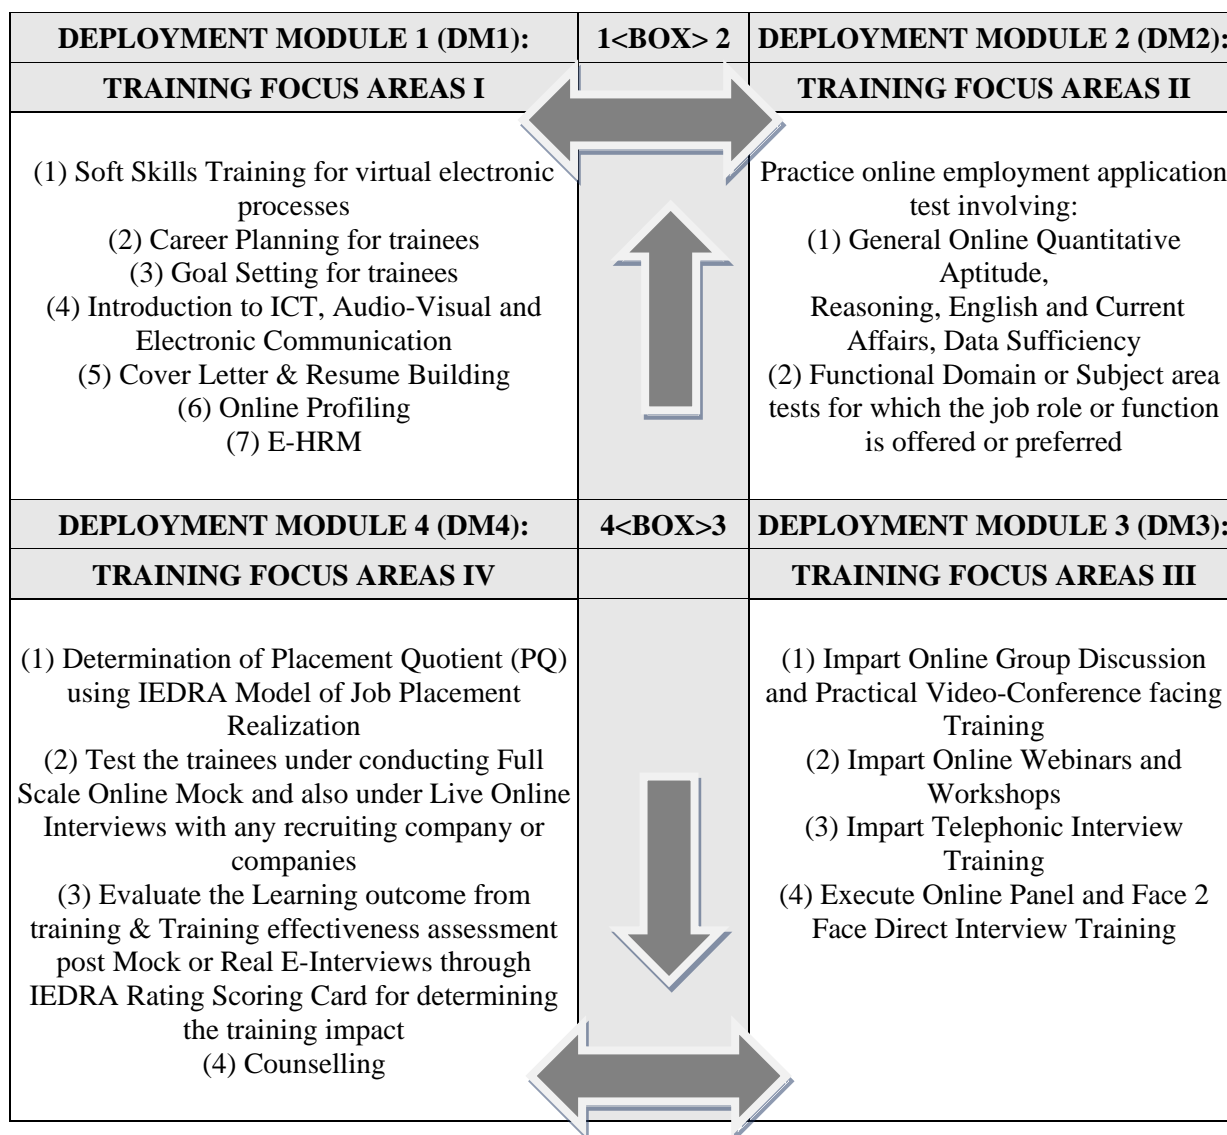 DEPLOYMENT MODULE 1 (DM1):
1<BOX> 2
DEPLOYMENT MODULE 2 (DM2):
TRAINING FOCUS AREAS I
TRAINING FOCUS AREAS II
(1) Soft Skills Training for virtual electronic
processes
(2) Career Planning for trainees
(3) Goal Setting for trainees
(4) Introduction to ICT, Audio-Visual and
Electronic Communication
(5) Cover Letter & Resume Building
(6) Online Profiling
(7) E-HRM
Practice online employment application
test involving:
(1) General Online Quantitative
Aptitude,
Reasoning, English and Current
Affairs, Data Sufficiency
(2) Functional Domain or Subject area
tests for which the job role or function
is offered or preferred
DEPLOYMENT MODULE 4 (DM4):
4<BOX>3
DEPLOYMENT MODULE 3 (DM3):
TRAINING FOCUS AREAS IV
TRAINING FOCUS AREAS III
(1) Determination of Placement Quotient (PQ)
using IEDRA Model of Job Placement
Realization
(2) Test the trainees under conducting Full
Scale Online Mock and also under Live Online
Interviews with any recruiting company or
companies
(3) Evaluate the Learning outcome from
training & Training effectiveness assessment
post Mock or Real E-Interviews through
IEDRA Rating Scoring Card for determining
the training impact
(4) Counselling
(1) Impart Online Group Discussion
and Practical Video-Conference facing
Training
(2) Impart Online Webinars and
Workshops
(3) Impart Telephonic Interview
Training
(4) Execute Online Panel and Face 2
Face Direct Interview Training